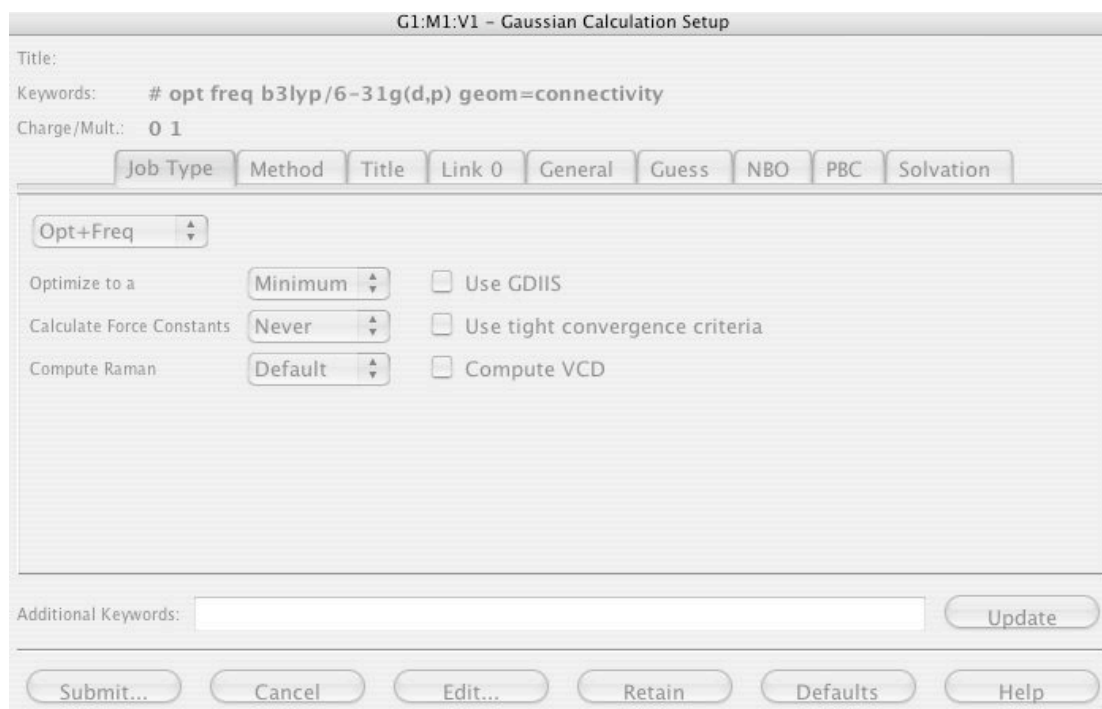 G1:M1:V1 – Gaussian Calculation Setup
Title:
Keywords: # opt freq b3lyp/6-31g(d,p) geom=connectivity
Charge/Mult.: 0 1
Job Type Method Title Link 0 General Guess NBO PBC Solvation
Opt+Freq
Optimize to a Minimum Use GDIIS
Calculate Force Constants Never Use tight convergence criteria
Compute Raman Default Compute VCD
Additional Keywords: Update
Submit... Cancel Edit... Retain Defaults Help